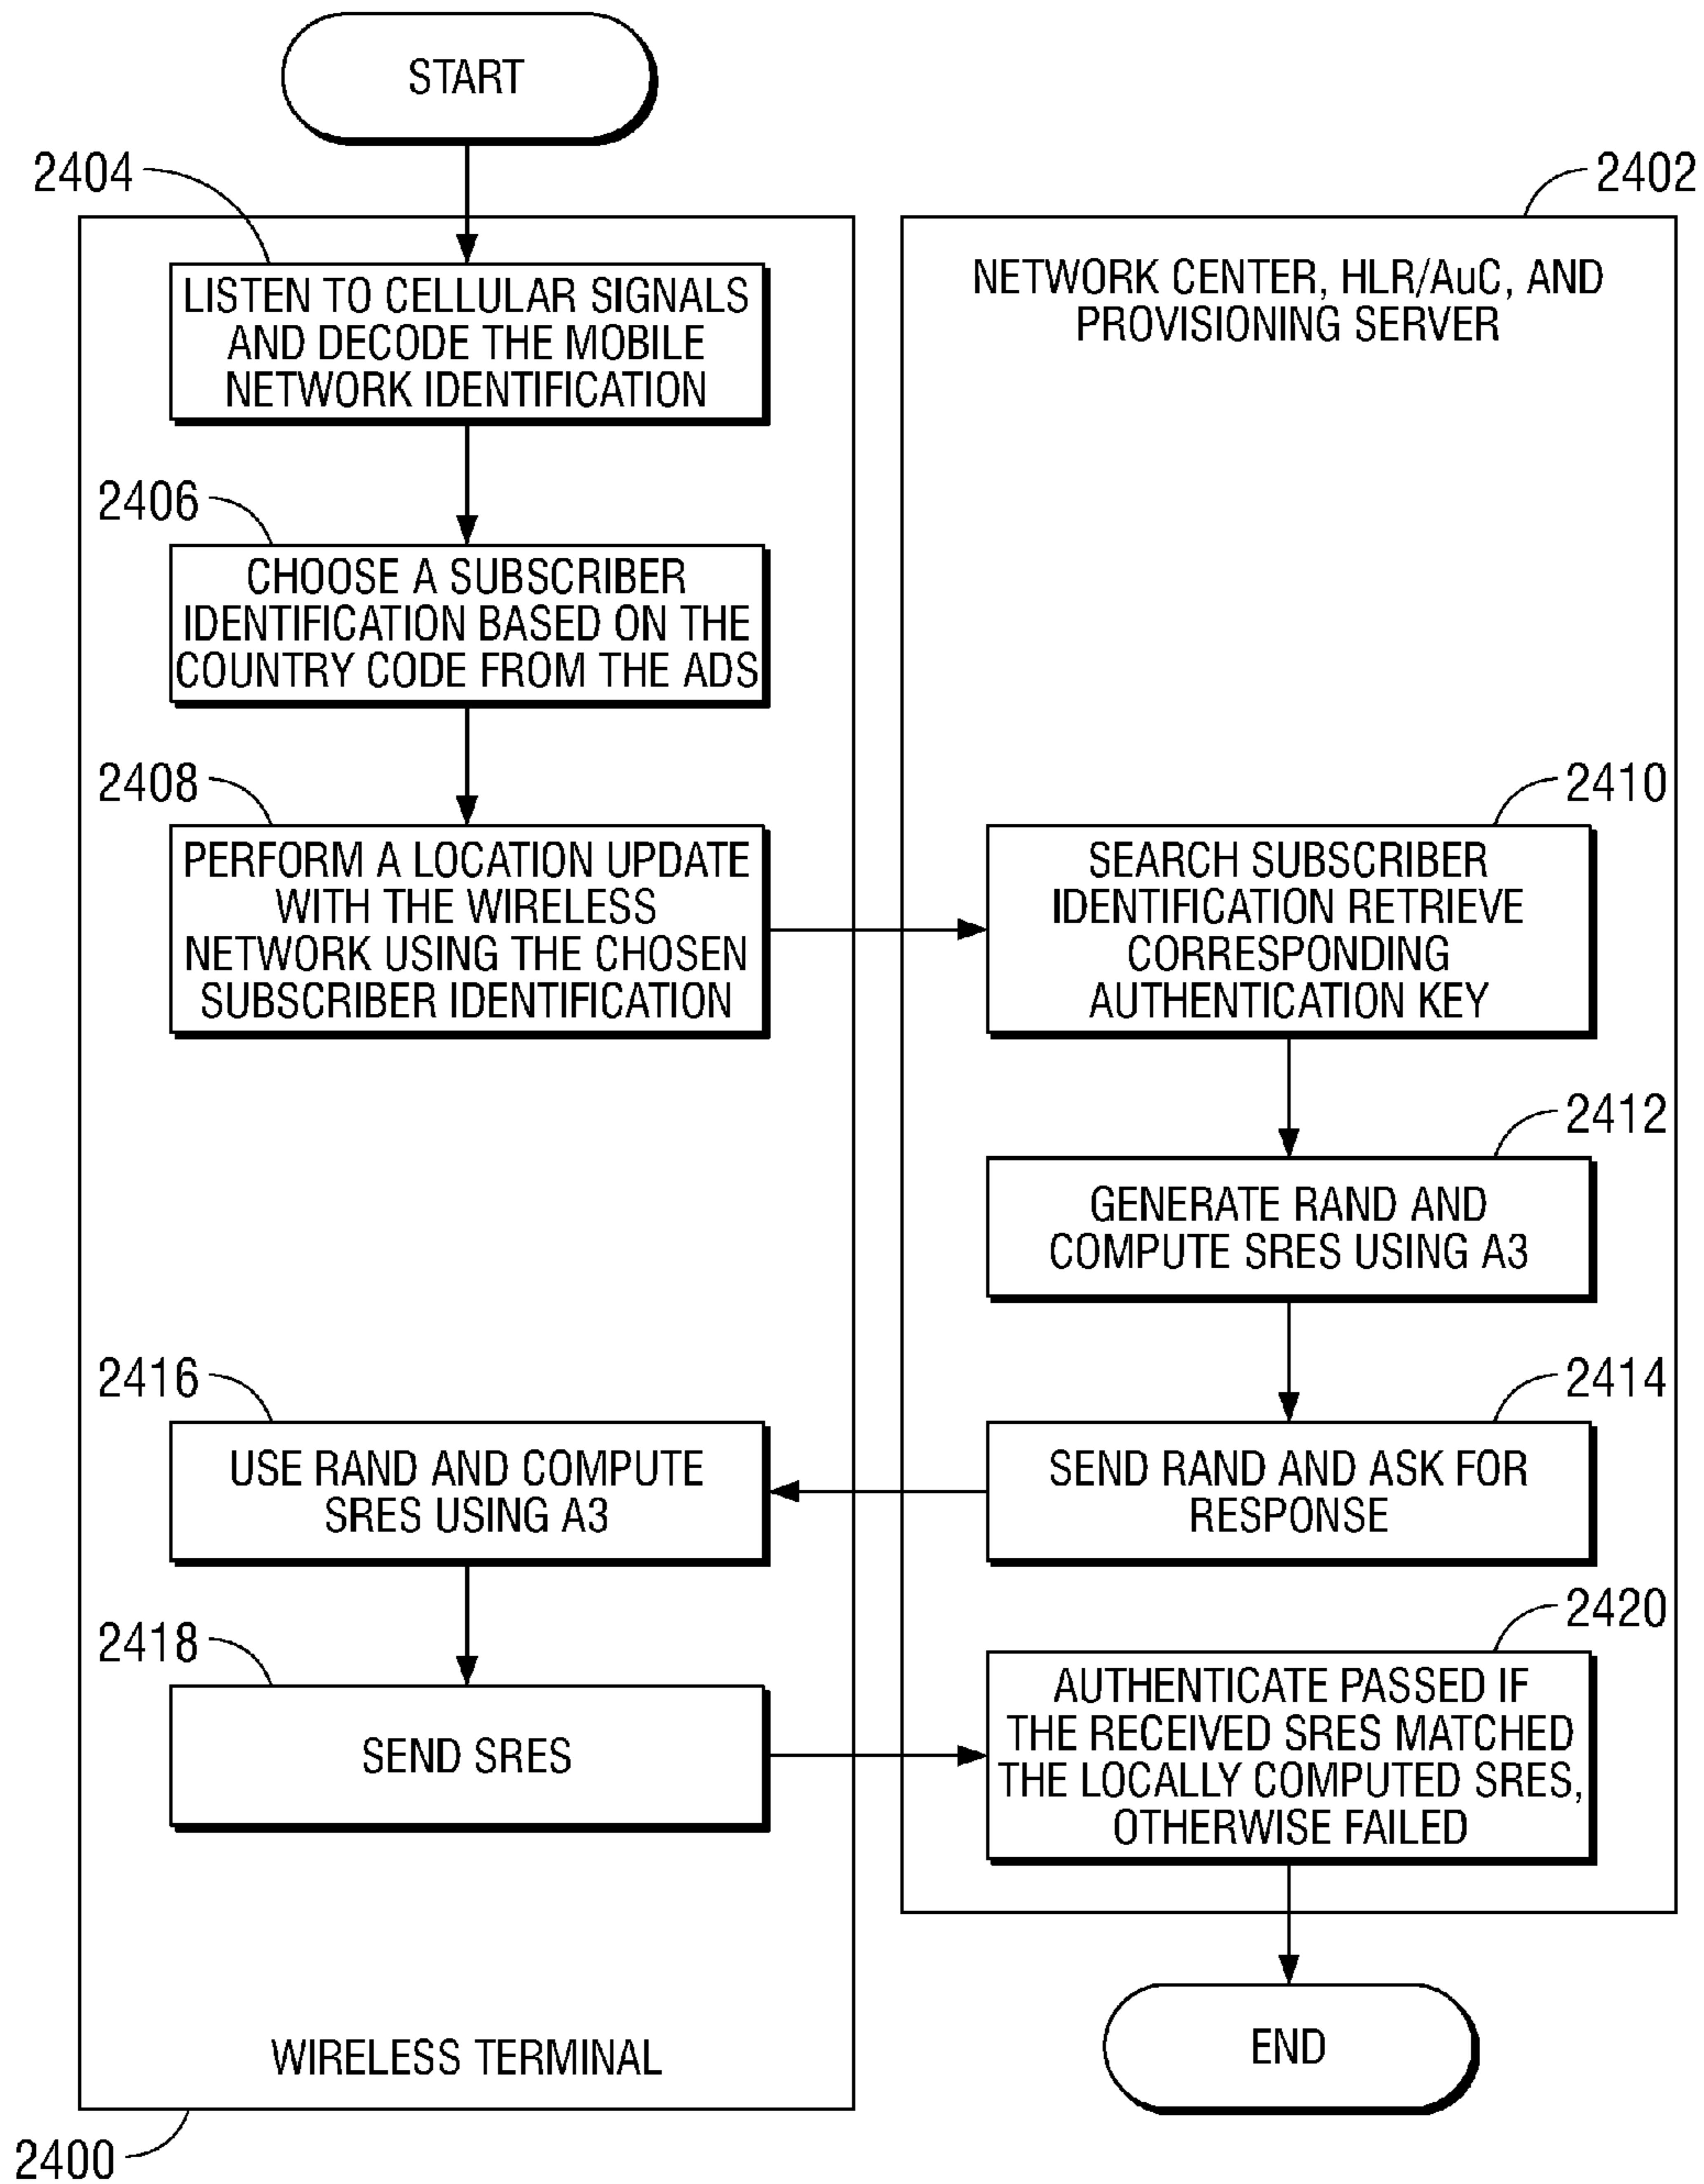 START
2404
2402
LISTEN TO CELLULAR SIGNALS
AND DECODE THE MOBILE
NETWORK IDENTIFICATION
NETWORK CENTER, HLR/AuC, AND
PROVISIONING SERVER
2406
CHOOSE A SUBSCRIBER
IDENTIFICATION BASED ON THE
COUNTRY CODE FROM THE ADS
2408
PERFORM A LOCATION UPDATE
WITH THE WIRELESS
NETWORK USING THE CHOSEN
SUBSCRIBER IDENTIFICATION
2410
SEARCH SUBSCRIBER
IDENTIFICATION RETRIEVE
CORRESPONDING
AUTHENTICATION KEY
2412
GENERATE RAND AND
COMPUTE SRES USING A3
2414
SEND RAND AND ASK FOR
RESPONSE
2416
USE RAND AND COMPUTE
SRES USING A3
2418
SEND SRES
2420
AUTHENTICATE PASSED IF
THE RECEIVED SRES MATCHED
THE LOCALLY COMPUTED SRES,
OTHERWISE FAILED
END
WIRELESS TERMINAL
2400